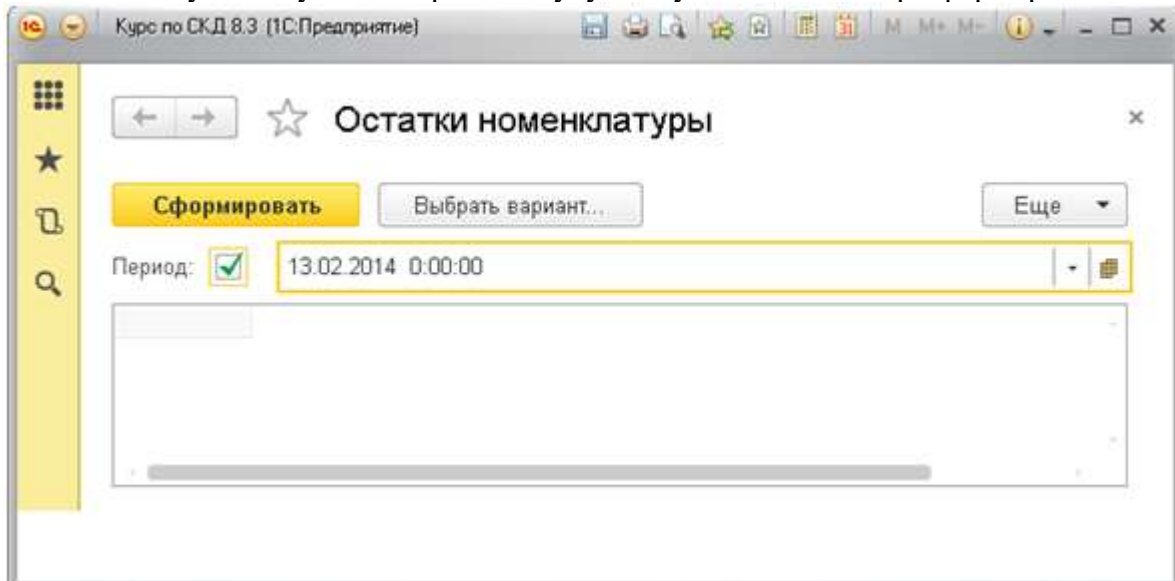 Курс по СКД 8.3 (1С:Предприятие)
M M+ M-
Остатки номенклатуры
Сформировать Выбрать вариант... Еще
Период: 13.02.2014 0:00:00